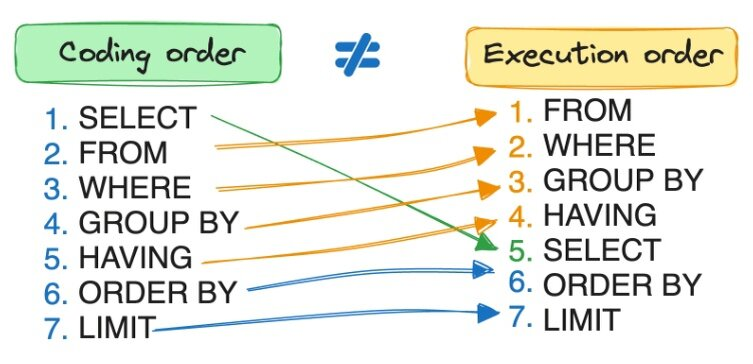 Coding order
≠
Execution order
1. SELECT
2. FROM
3. WHERE
4. GROUP BY
5. HAVING
6. ORDER BY
7. LIMIT
1. FROM
2. WHERE
3. GROUP BY
4. HAVING
5. SELECT
6. ORDER BY
7. LIMIT